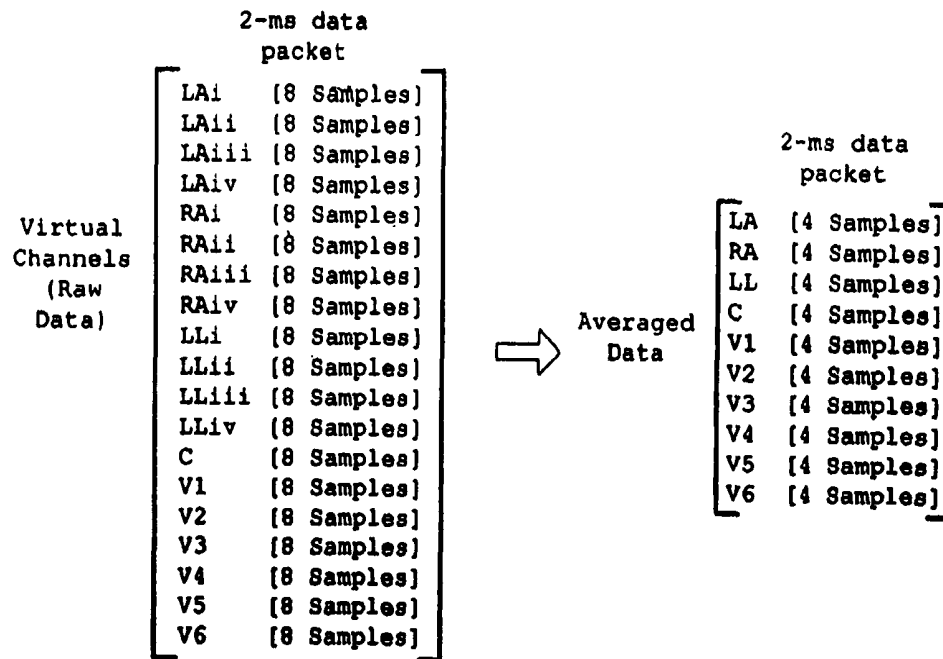 2-ms data
packet
Virtual
Channels
(Raw
Data)
LAi [8 Samples]
LAii [8 Samples]
LAiii [8 Samples]
LAiv [8 Samples]
RAi [8 Samples]
RAii [8 Samples]
RAiii [8 Samples]
RAiv [8 Samples]
LLi [8 Samples]
LLii [8 Samples]
LLiii [8 Samples]
LLiv [8 Samples]
C [8 Samples]
V1 [8 Samples]
V2 [8 Samples]
V3 [8 Samples]
V4 [8 Samples]
V5 [8 Samples]
V6 [8 Samples]
Averaged
Data
2-ms data
packet
LA [4 Samples]
RA [4 Samples]
LL [4 Samples]
C [4 Samples]
V1 [4 Samples]
V2 [4 Samples]
V3 [4 Samples]
V4 [4 Samples]
V5 [4 Samples]
V6 [4 Samples]